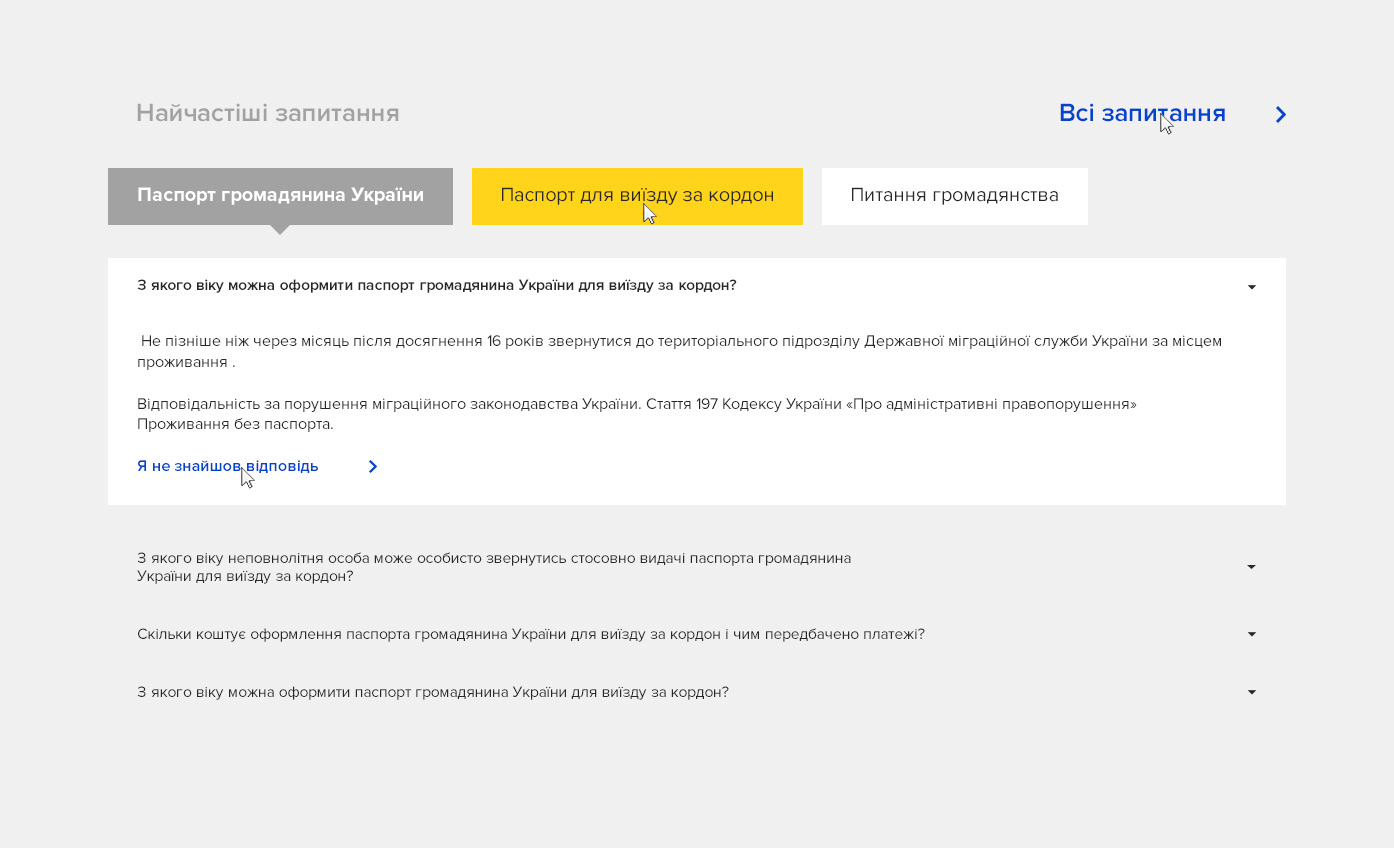 Найчастіші запитання
Всі запитання
Паспорт громадянина України
Паспорт для виїзду за кордон
Питання громадянства
З якого віку можна оформити паспорт громадянина України для виїзду за кордон?
Не пізніше ніж через місяць після досягнення 16 років звернутися до територіального підрозділу Державної міграційної служби України за місцем
проживання .
Відповідальність за порушення міграційного законодавства України. Стаття 197 Кодексу України «Про адміністративні правопорушення»
Проживання без паспорта.
Я не знайшов відповідь
З якого віку неповнолітня особа може особисто звернутись стосовно видачі паспорта громадянина
України для виїзду за кордон?
Скільки коштує оформлення паспорта громадянина України для виїзду за кордон і чим передбачено платежі?
З якого віку можна оформити паспорт громадянина України для виїзду за кордон?